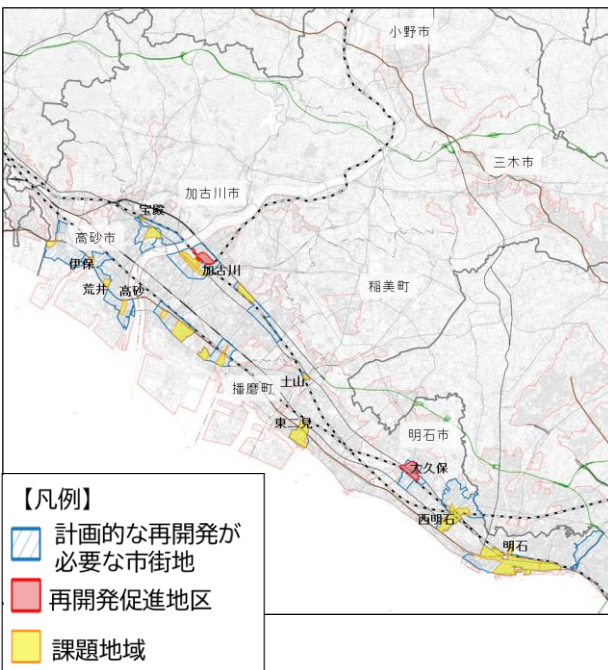 小野市
三木市
加古川市
宝殿
高砂市
加古川
伊保
稲美町
荒井
高砂
土山
播磨町
東二見
明石市
大久保
西明石
明石
【凡例】
計画的な再開発が
必要な市街地
再開発促進地区
課題地域